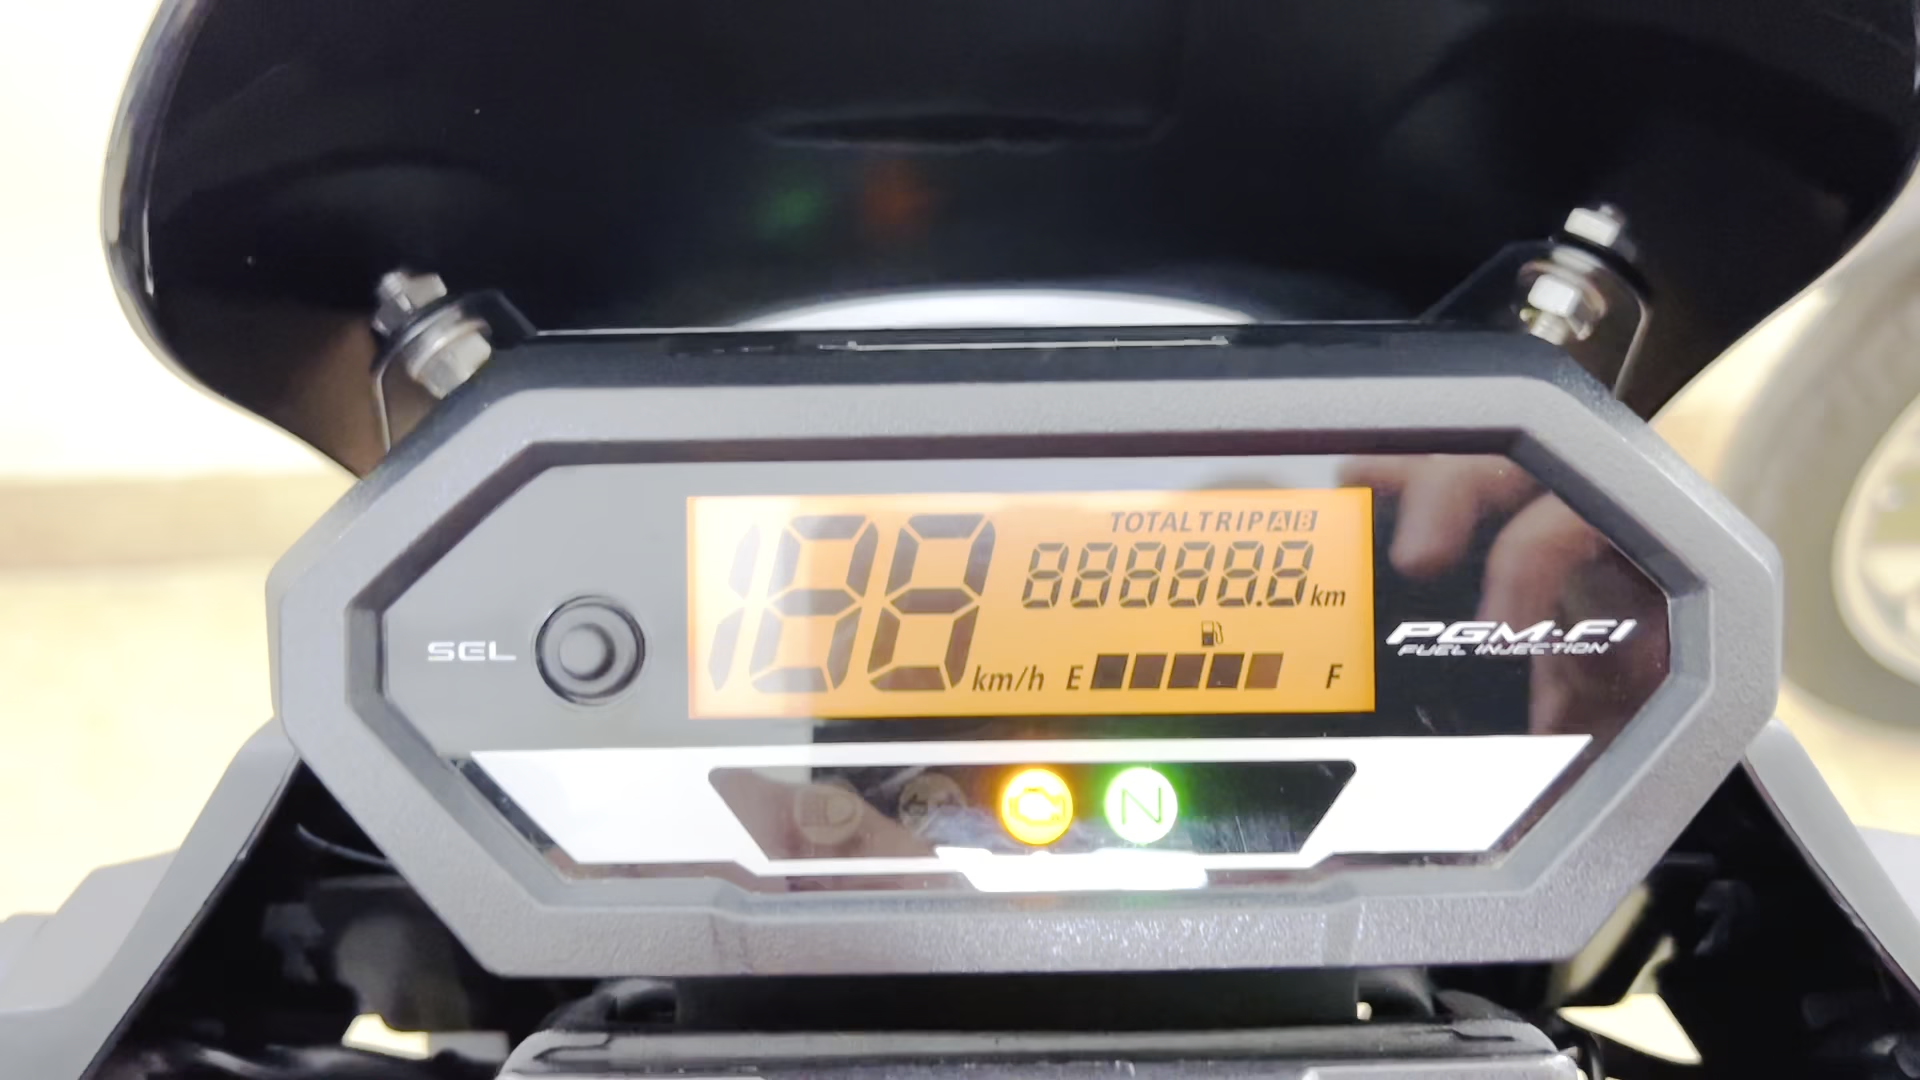 TOTAL TRIP A B
188
888888.8 km
km/h
E F
SEL
PGM-FI
FUEL INJECTION
N